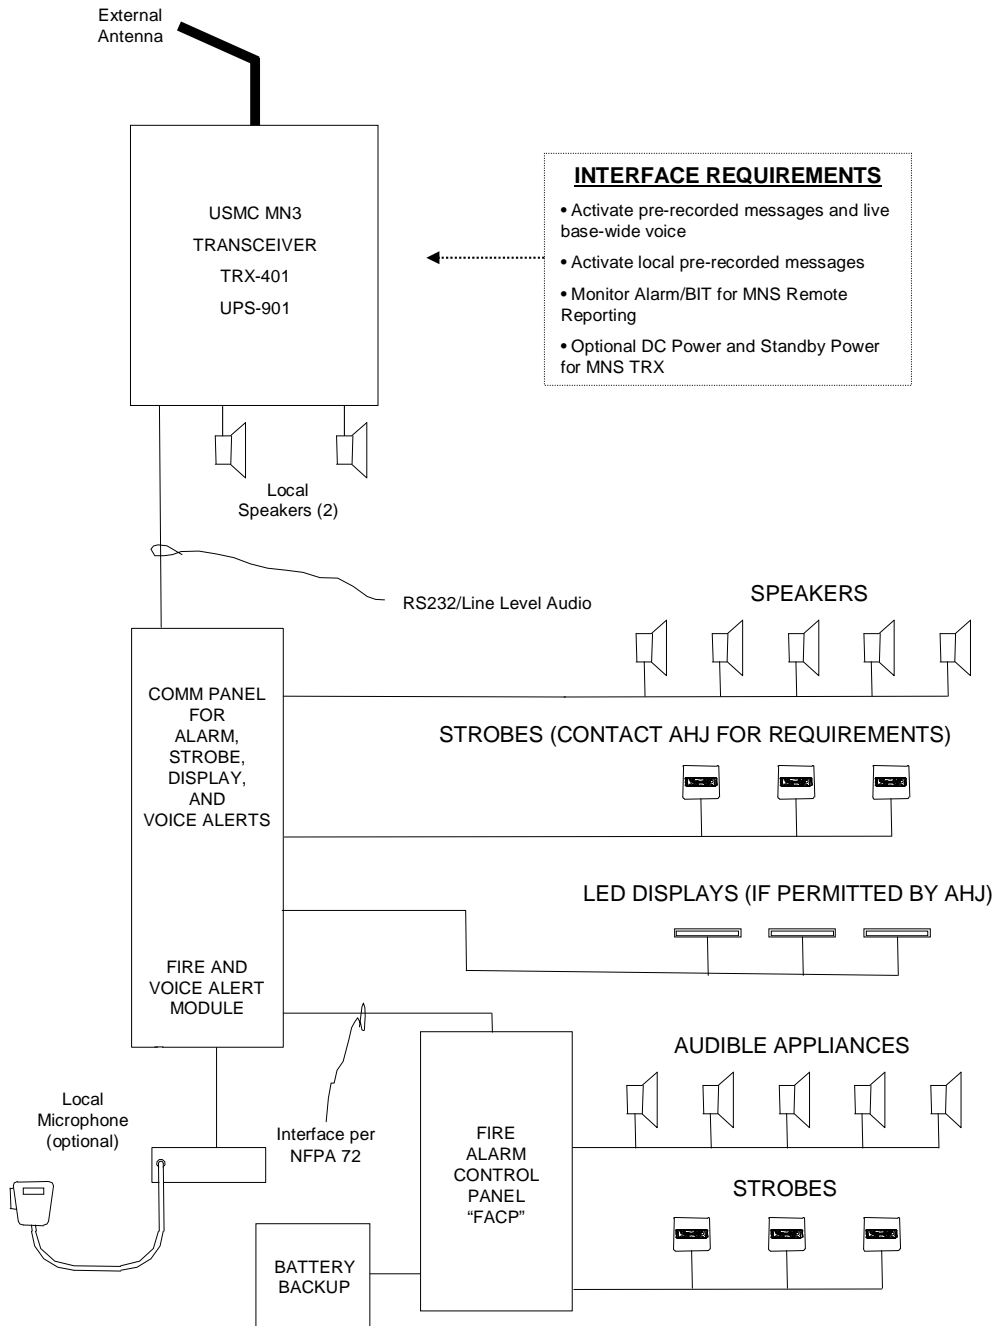 External
Antenna
USMC MN3
TRANSCEIVER
TRX-401
UPS-901
INTERFACE REQUIREMENTS
• Activate pre-recorded messages and live
base-wide voice
• Activate local pre-recorded messages
• Monitor Alarm/BIT for MNS Remote
Reporting
• Optional DC Power and Standby Power
for MNS TRX
Local
Speakers (2)
RS232/Line Level Audio
SPEAKERS
COMM PANEL
FOR
ALARM,
STROBE,
DISPLAY,
AND
VOICE ALERTS
STROBES (CONTACT AHJ FOR REQUIREMENTS)
LED DISPLAYS (IF PERMITTED BY AHJ)
FIRE AND
VOICE ALERT
MODULE
AUDIBLE APPLIANCES
Local
Microphone
(optional)
Interface per
NFPA 72
FIRE
ALARM
CONTROL
PANEL
“FACP”
STROBES
BATTERY
BACKUP